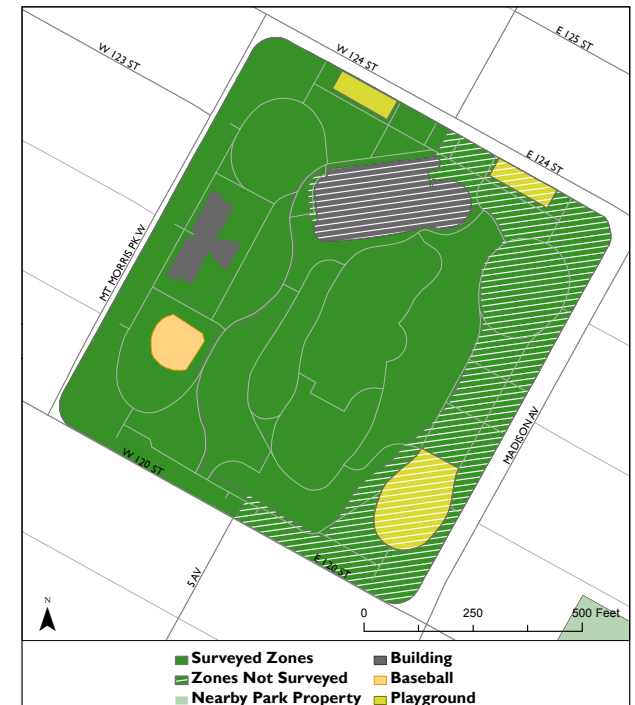 E 125 ST
W 124 ST
W 123 ST
E 124 ST
MT MORRIS PK W
MADISON AV
W 120 ST
E 120 ST
5 AV
N
0 250 500 Feet
Surveyed Zones
Zones Not Surveyed
Nearby Park Property
Building
Baseball
Playground